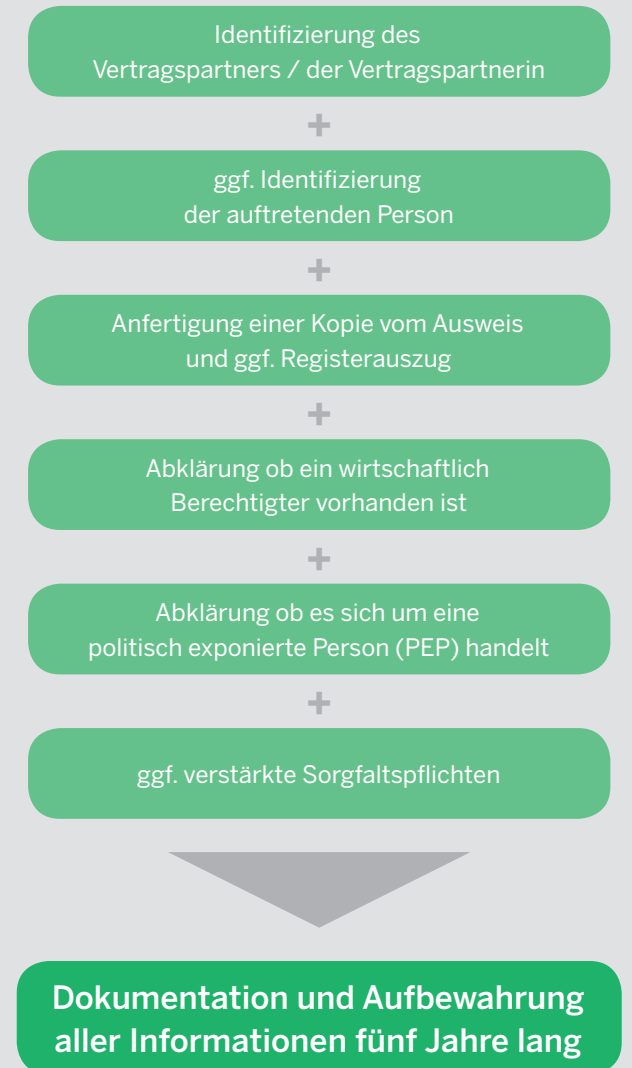 Identifizierung des
Vertragspartners / der Vertragspartnerin
+
ggf. Identifizierung
der auftretenden Person
+
Anfertigung einer Kopie vom Ausweis
und ggf. Registerauszug
+
Abklärung ob ein wirtschaftlich
Berechtigter vorhanden ist
+
Abklärung ob es sich um eine
politisch exponierte Person (PEP) handelt
+
ggf. verstärkte Sorgfaltspflichten
Dokumentation und Aufbewahrung
aller Informationen fünf Jahre lang